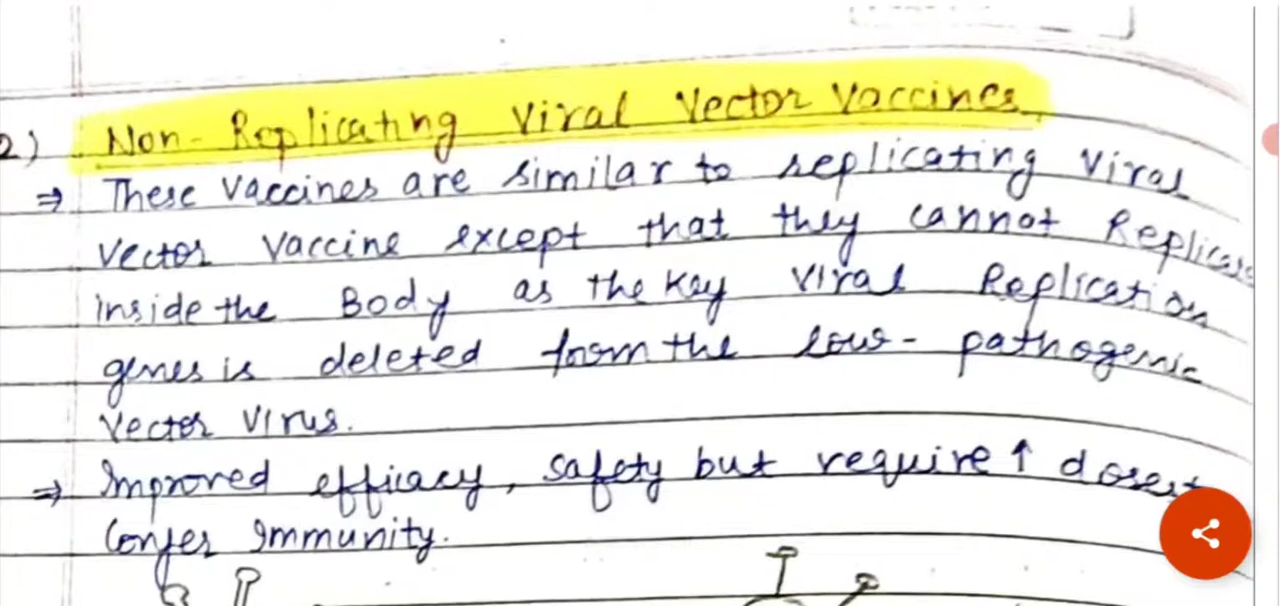 2) Non-Replicating Viral Vector Vaccines
⇒ These vaccines are similar to replicating Viral
Vector Vaccine except that they cannot Replicate
inside the Body as the Key Viral Replication
genes is deleted from the low-pathogenic
Vector Virus.
⇒ Improved efficacy, safety but require ↑ doses to
Confer Immunity.